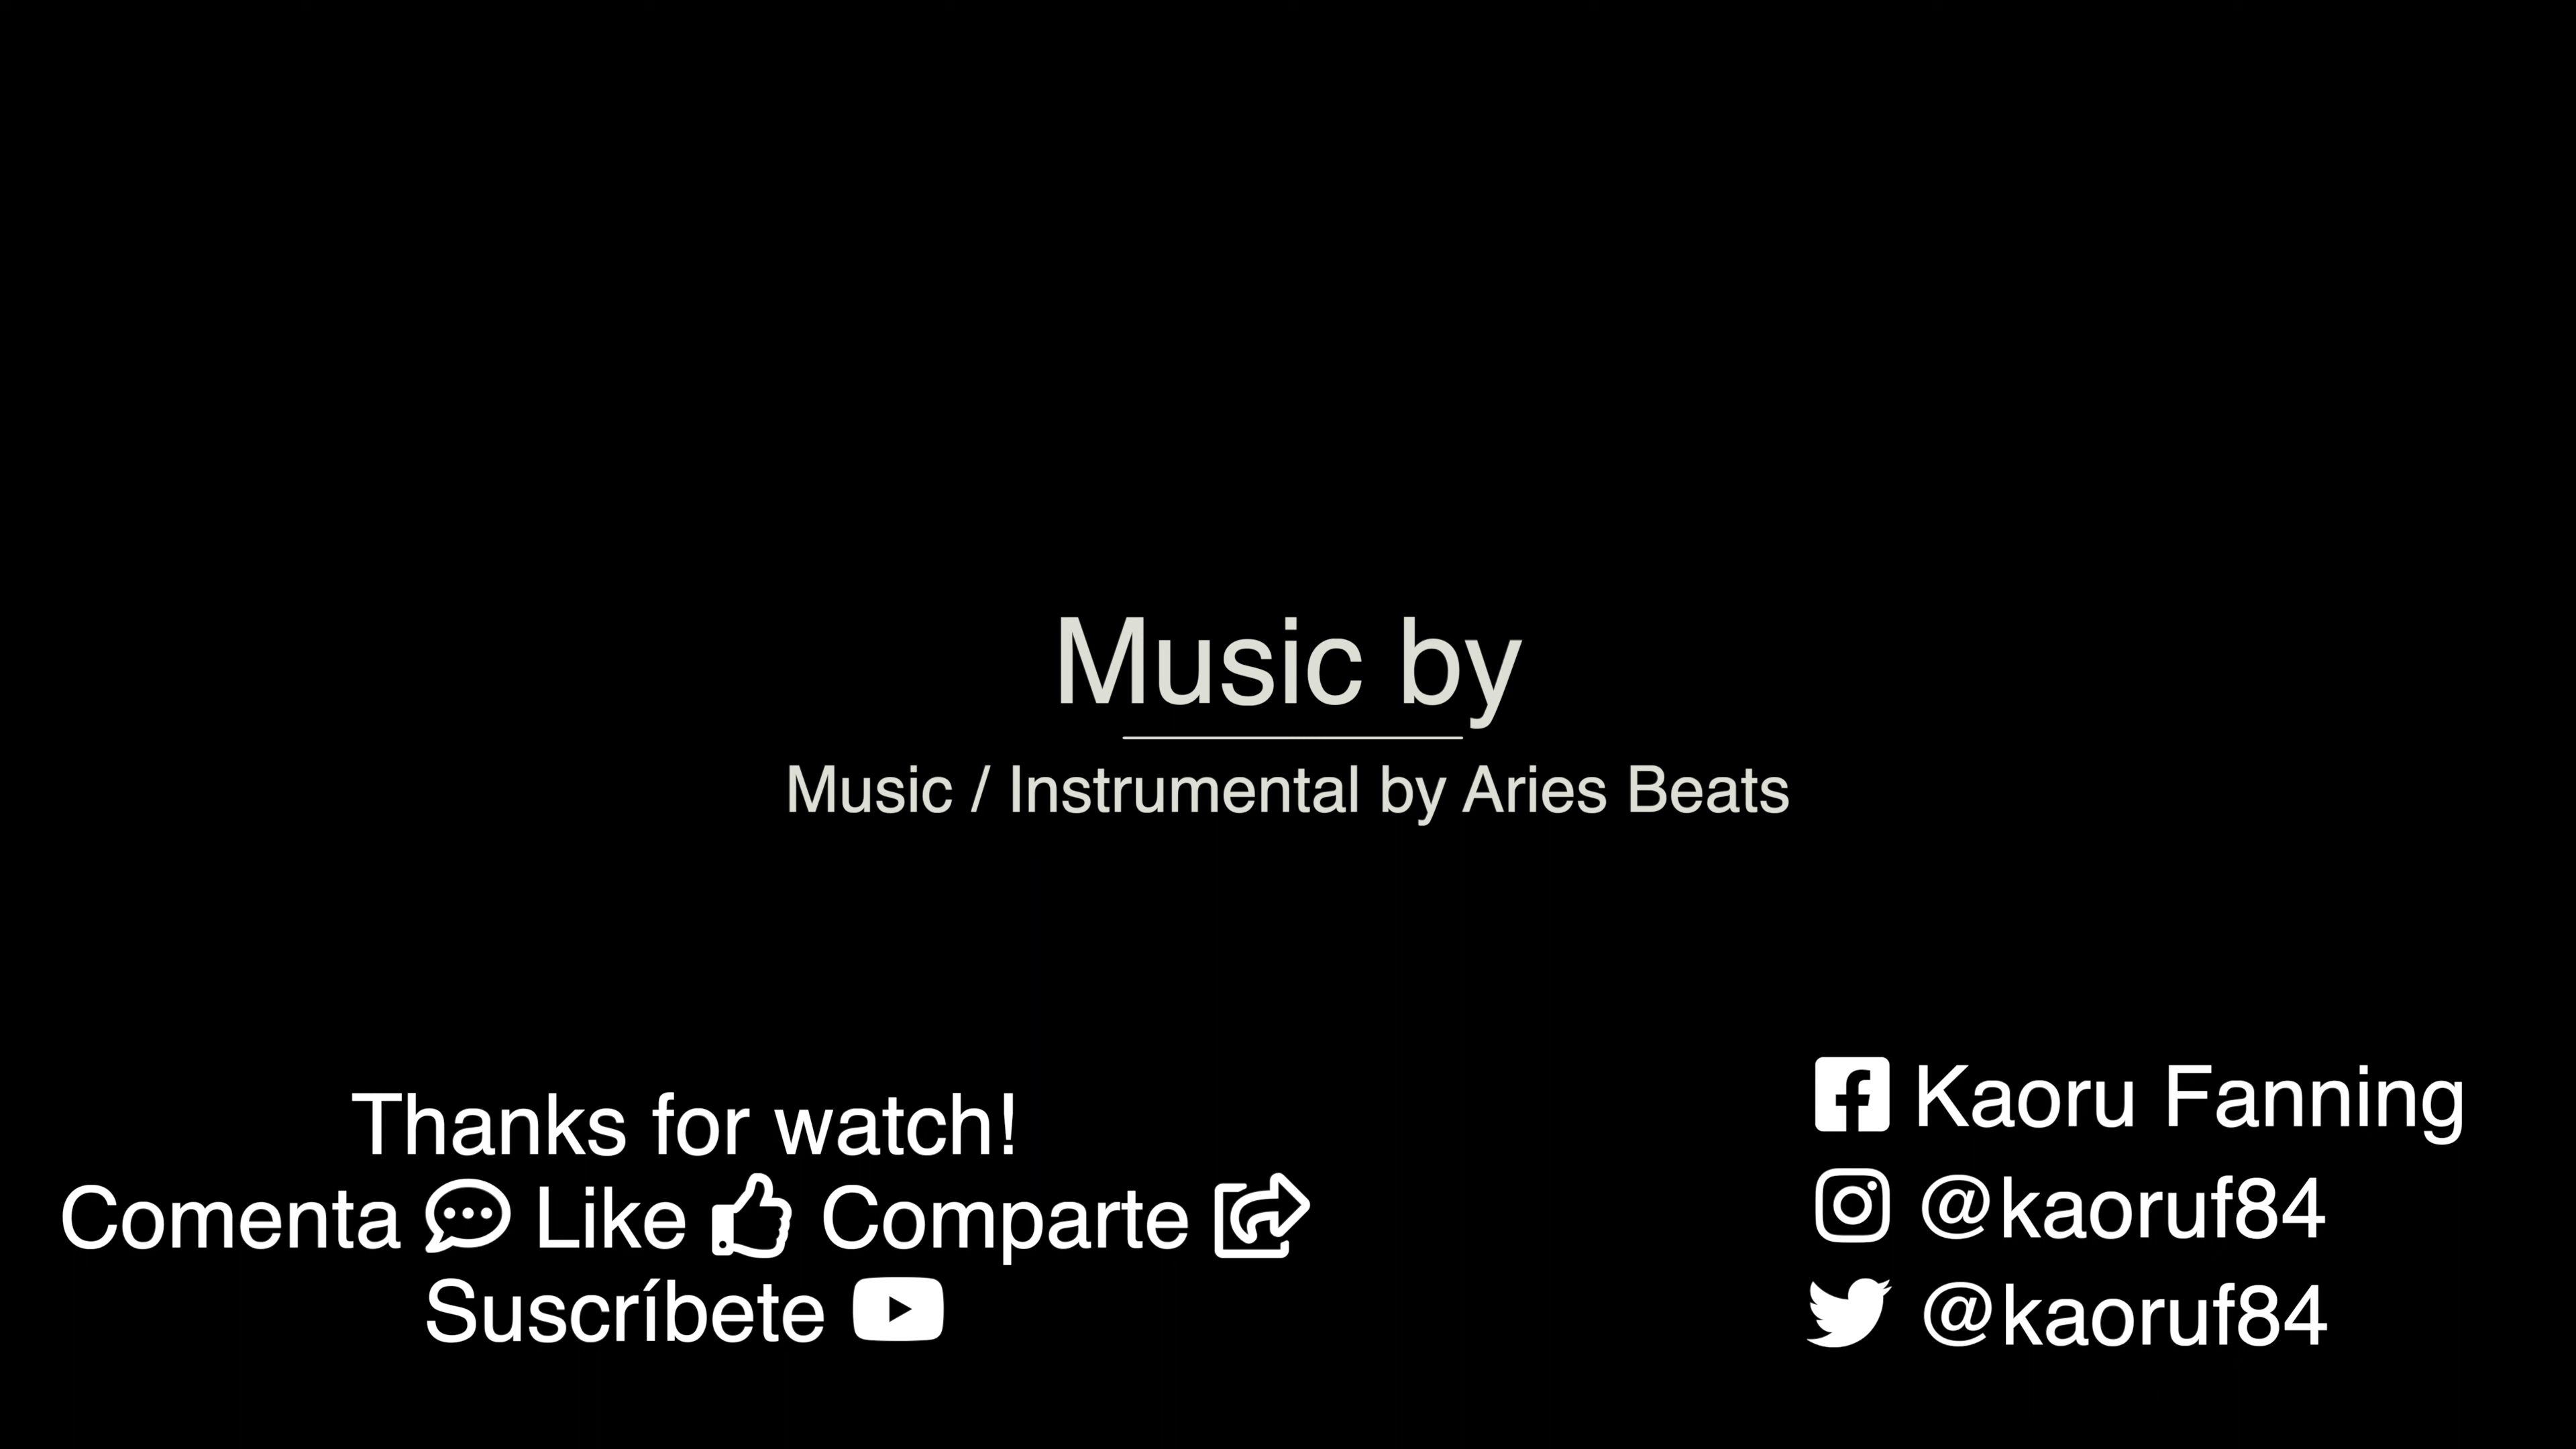 Music by
Music / Instrumental by Aries Beats
Thanks for watch!
Comenta Like Comparte
Suscríbete
Kaoru Fanning
@kaoruf84
@kaoruf84